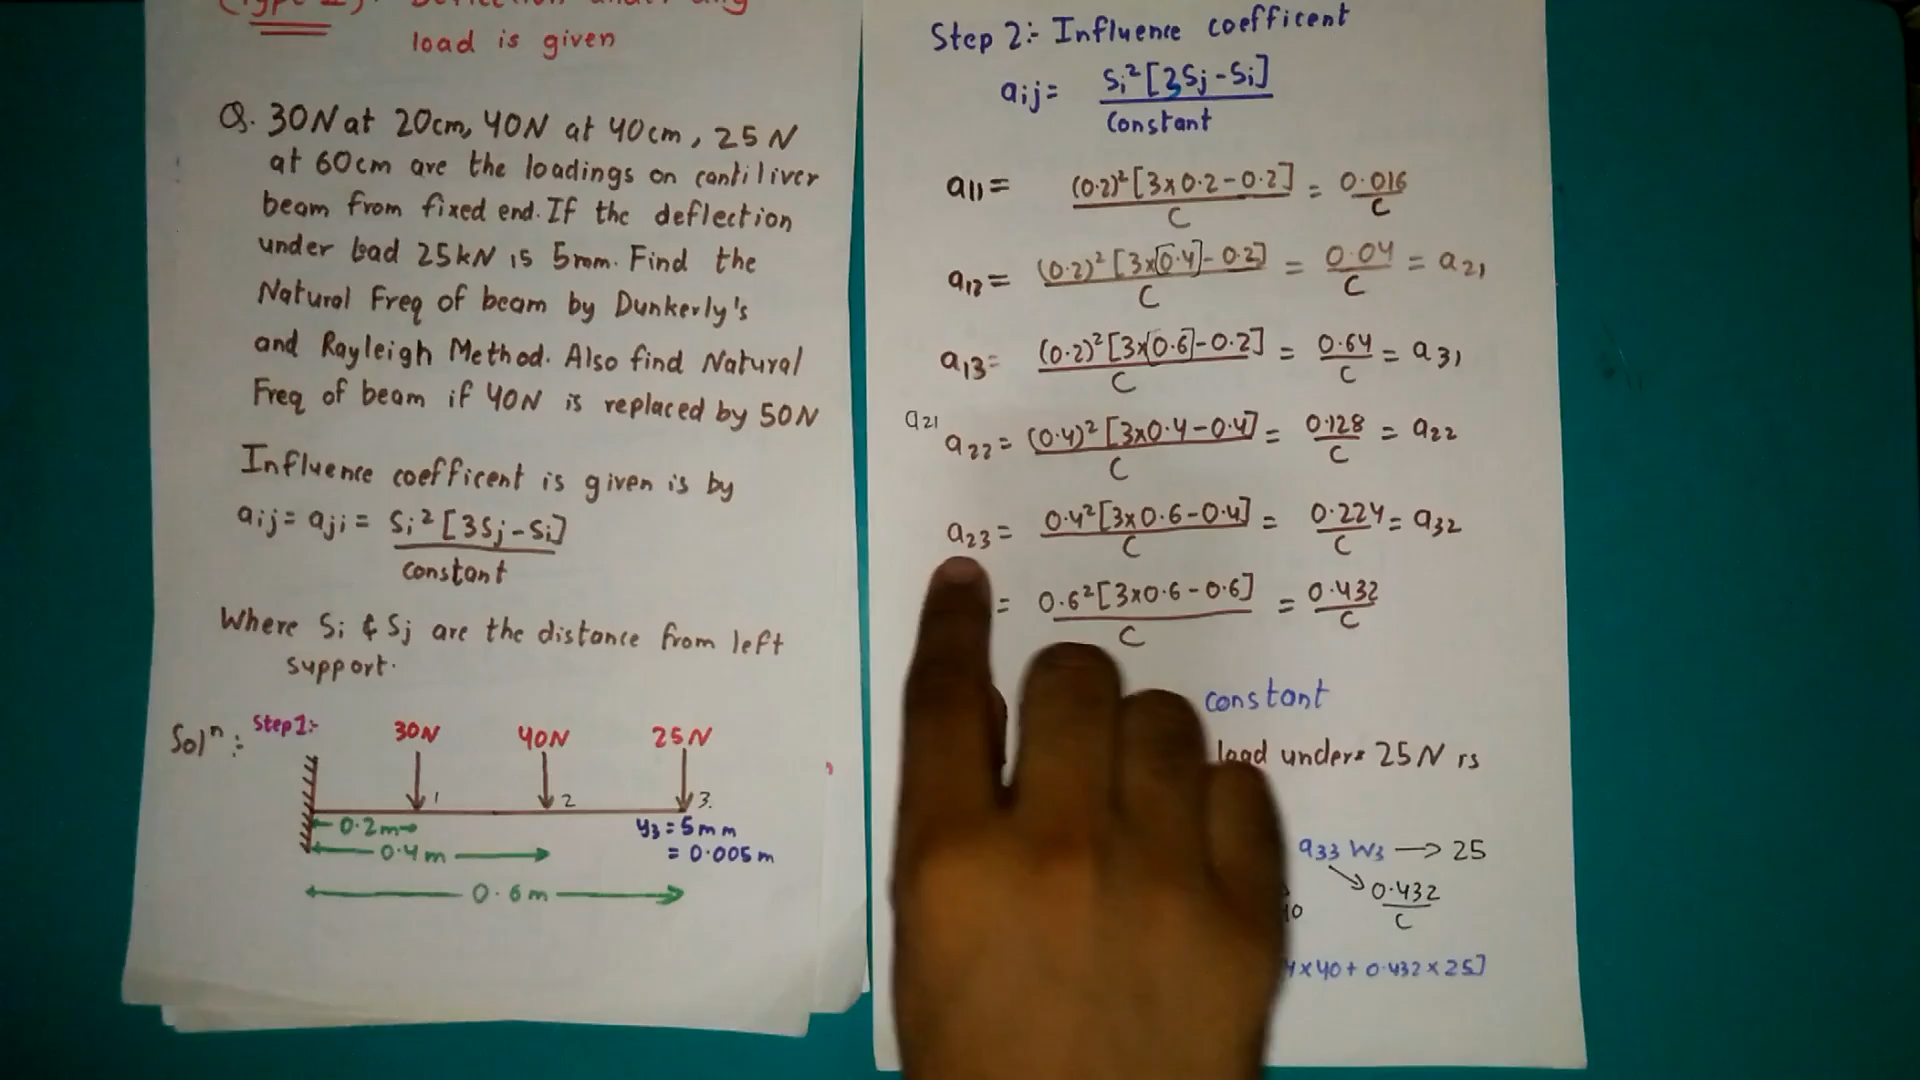 load is given
Q. 30N at 20cm, 40N at 40cm, 25N
at 60cm are the loadings on cantiliver
beam from fixed end. If the deflection
under load 25kN is 5mm. Find the
Natural Freq of beam by Dunkerly's
and Rayleigh Method. Also find Natural
Freq of beam if 40N is replaced by 50N
Influence coefficent is given is by
aij = aji = Si² [3Sj - Si]
constant
Where Si & Sj are the distance from left
support.
Solⁿ :- Step1:-
30N 40N 25N
1 2 3.
0.2m
0.4m
y3 = 5mm
= 0.005m
0.6m
Step 2:- Influence coefficent
aij = Si² [3Sj - Si]
Constant
a11 = (0.2)² [3x0.2 - 0.2] = 0.016
C C
a12 = (0.2)² [3x(0.4) - 0.2] = 0.04 = a21
C C
a13 = (0.2)² [3x(0.6) - 0.2] = 0.64 = a31
C C
a21
a22 = (0.4)² [3x0.4 - 0.4] = 0.128 = a22
C C
a23 = 0.4² [3x0.6 - 0.4] = 0.224 = a32
C C
= 0.6² [3x0.6 - 0.6] = 0.432
C C
constant
load under 25N is
a33 W3 → 25
0.432
C
x40 + 0.432 x 25]